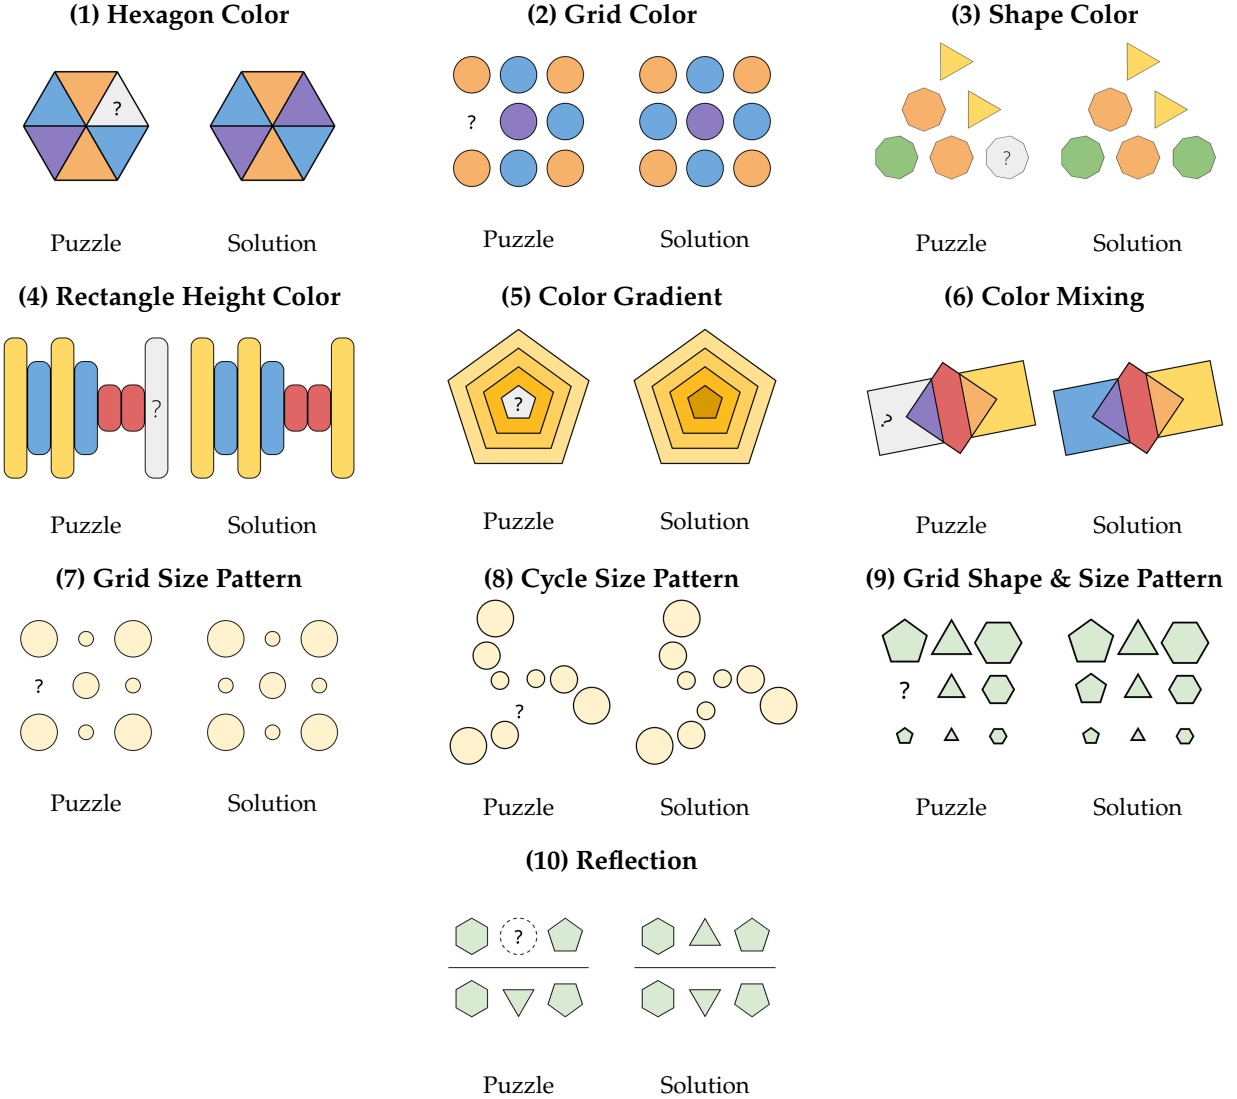 (1) Hexagon Color
(2) Grid Color
(3) Shape Color
?
?
?
Puzzle
Solution
Puzzle
Solution
Puzzle
Solution
(4) Rectangle Height Color
(5) Color Gradient
(6) Color Mixing
?
?
?
Puzzle
Solution
Puzzle
Solution
Puzzle
Solution
(7) Grid Size Pattern
(8) Cycle Size Pattern
(9) Grid Shape & Size Pattern
?
?
?
Puzzle
Solution
Puzzle
Solution
Puzzle
Solution
(10) Reflection
?
Puzzle
Solution